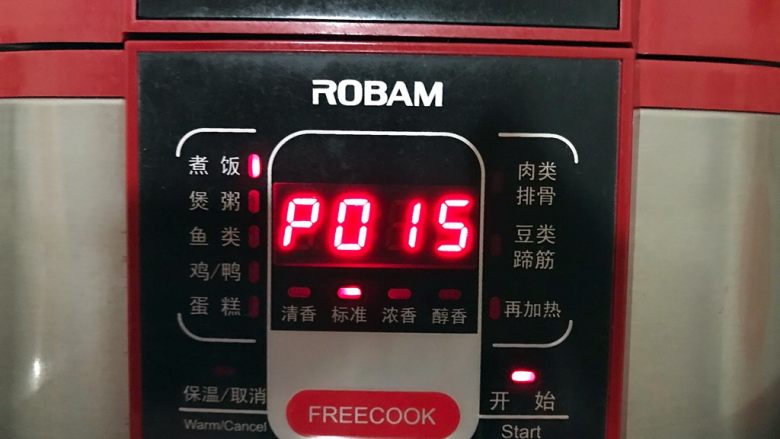 ROBAM
煮 饭
煲 粥
鱼 类
鸡/鸭
蛋 糕
P015
清香 标准 浓香 醇香
肉类
排骨
豆类
蹄筋
再加热
保温/取消
Warm/Cancel
FREECOOK
开 始
Start